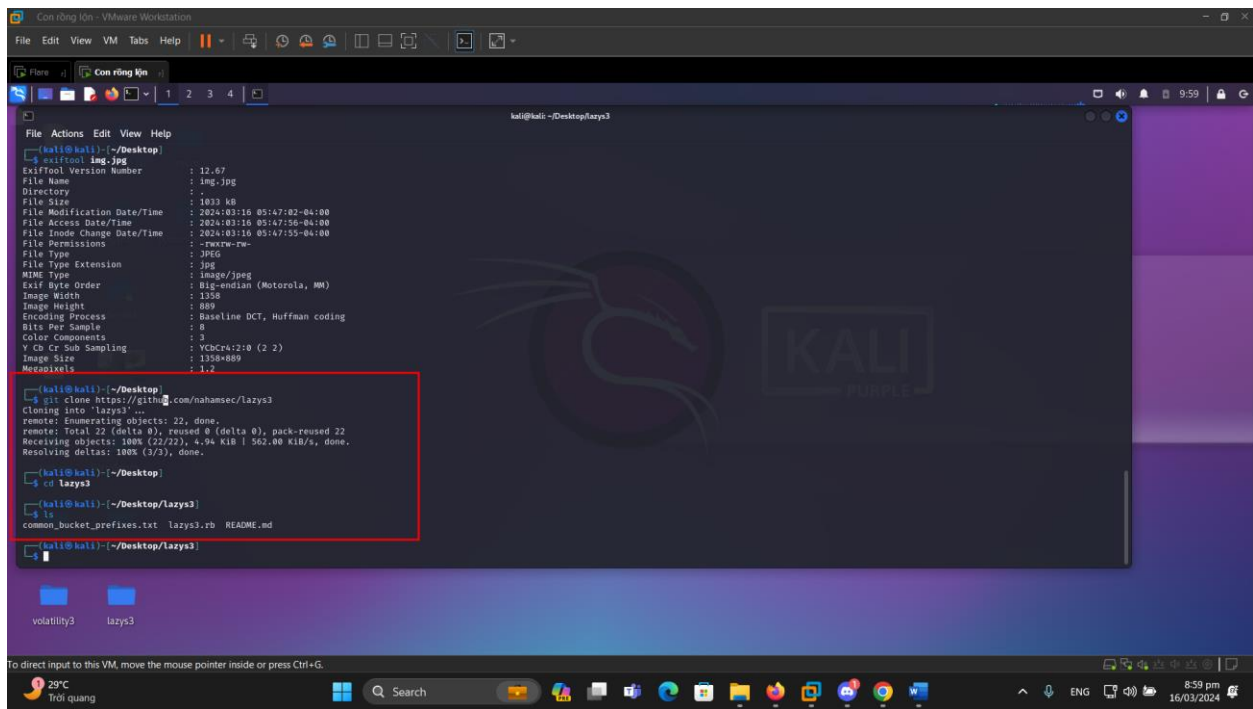 Con rồng lộn - VMware Workstation
File Edit View VM Tabs Help
Flare
Con rồng lộn
1 2 3 4
9:59
kali@kali: ~/Desktop/lazys3
File Actions Edit View Help
(kali㉿kali)-[~/Desktop]
$ exiftool img.jpg
ExifTool Version Number : 12.67
File Name : img.jpg
Directory : .
File Size : 1033 kB
File Modification Date/Time : 2024:03:16 05:47:02-04:00
File Access Date/Time : 2024:03:16 05:47:56-04:00
File Inode Change Date/Time : 2024:03:16 05:47:55-04:00
File Permissions : -rwxrw-rw-
File Type : JPEG
File Type Extension : jpg
MIME Type : image/jpeg
Exif Byte Order : Big-endian (Motorola, MM)
Image Width : 1358
Image Height : 889
Encoding Process : Baseline DCT, Huffman coding
Bits Per Sample : 8
Color Components : 3
Y Cb Cr Sub Sampling : YCbCr4:2:0 (2 2)
Image Size : 1358×889
Megapixels : 1.2
(kali㉿kali)-[~/Desktop]
$ git clone https://github.com/nahamsec/lazys3
Cloning into 'lazys3'...
remote: Enumerating objects: 22, done.
remote: Total 22 (delta 0), reused 0 (delta 0), pack-reused 22
Receiving objects: 100% (22/22), 4.94 KiB | 562.00 KiB/s, done.
Resolving deltas: 100% (3/3), done.
(kali㉿kali)-[~/Desktop]
$ cd lazys3
(kali㉿kali)-[~/Desktop/lazys3]
$ ls
common_bucket_prefixes.txt lazys3.rb README.md
(kali㉿kali)-[~/Desktop/lazys3]
$
KALI
PURPLE
volatility3
lazys3
To direct input to this VM, move the mouse pointer inside or press Ctrl+G.
29°C
Trời quang
Search
ENG
8:59 pm
16/03/2024